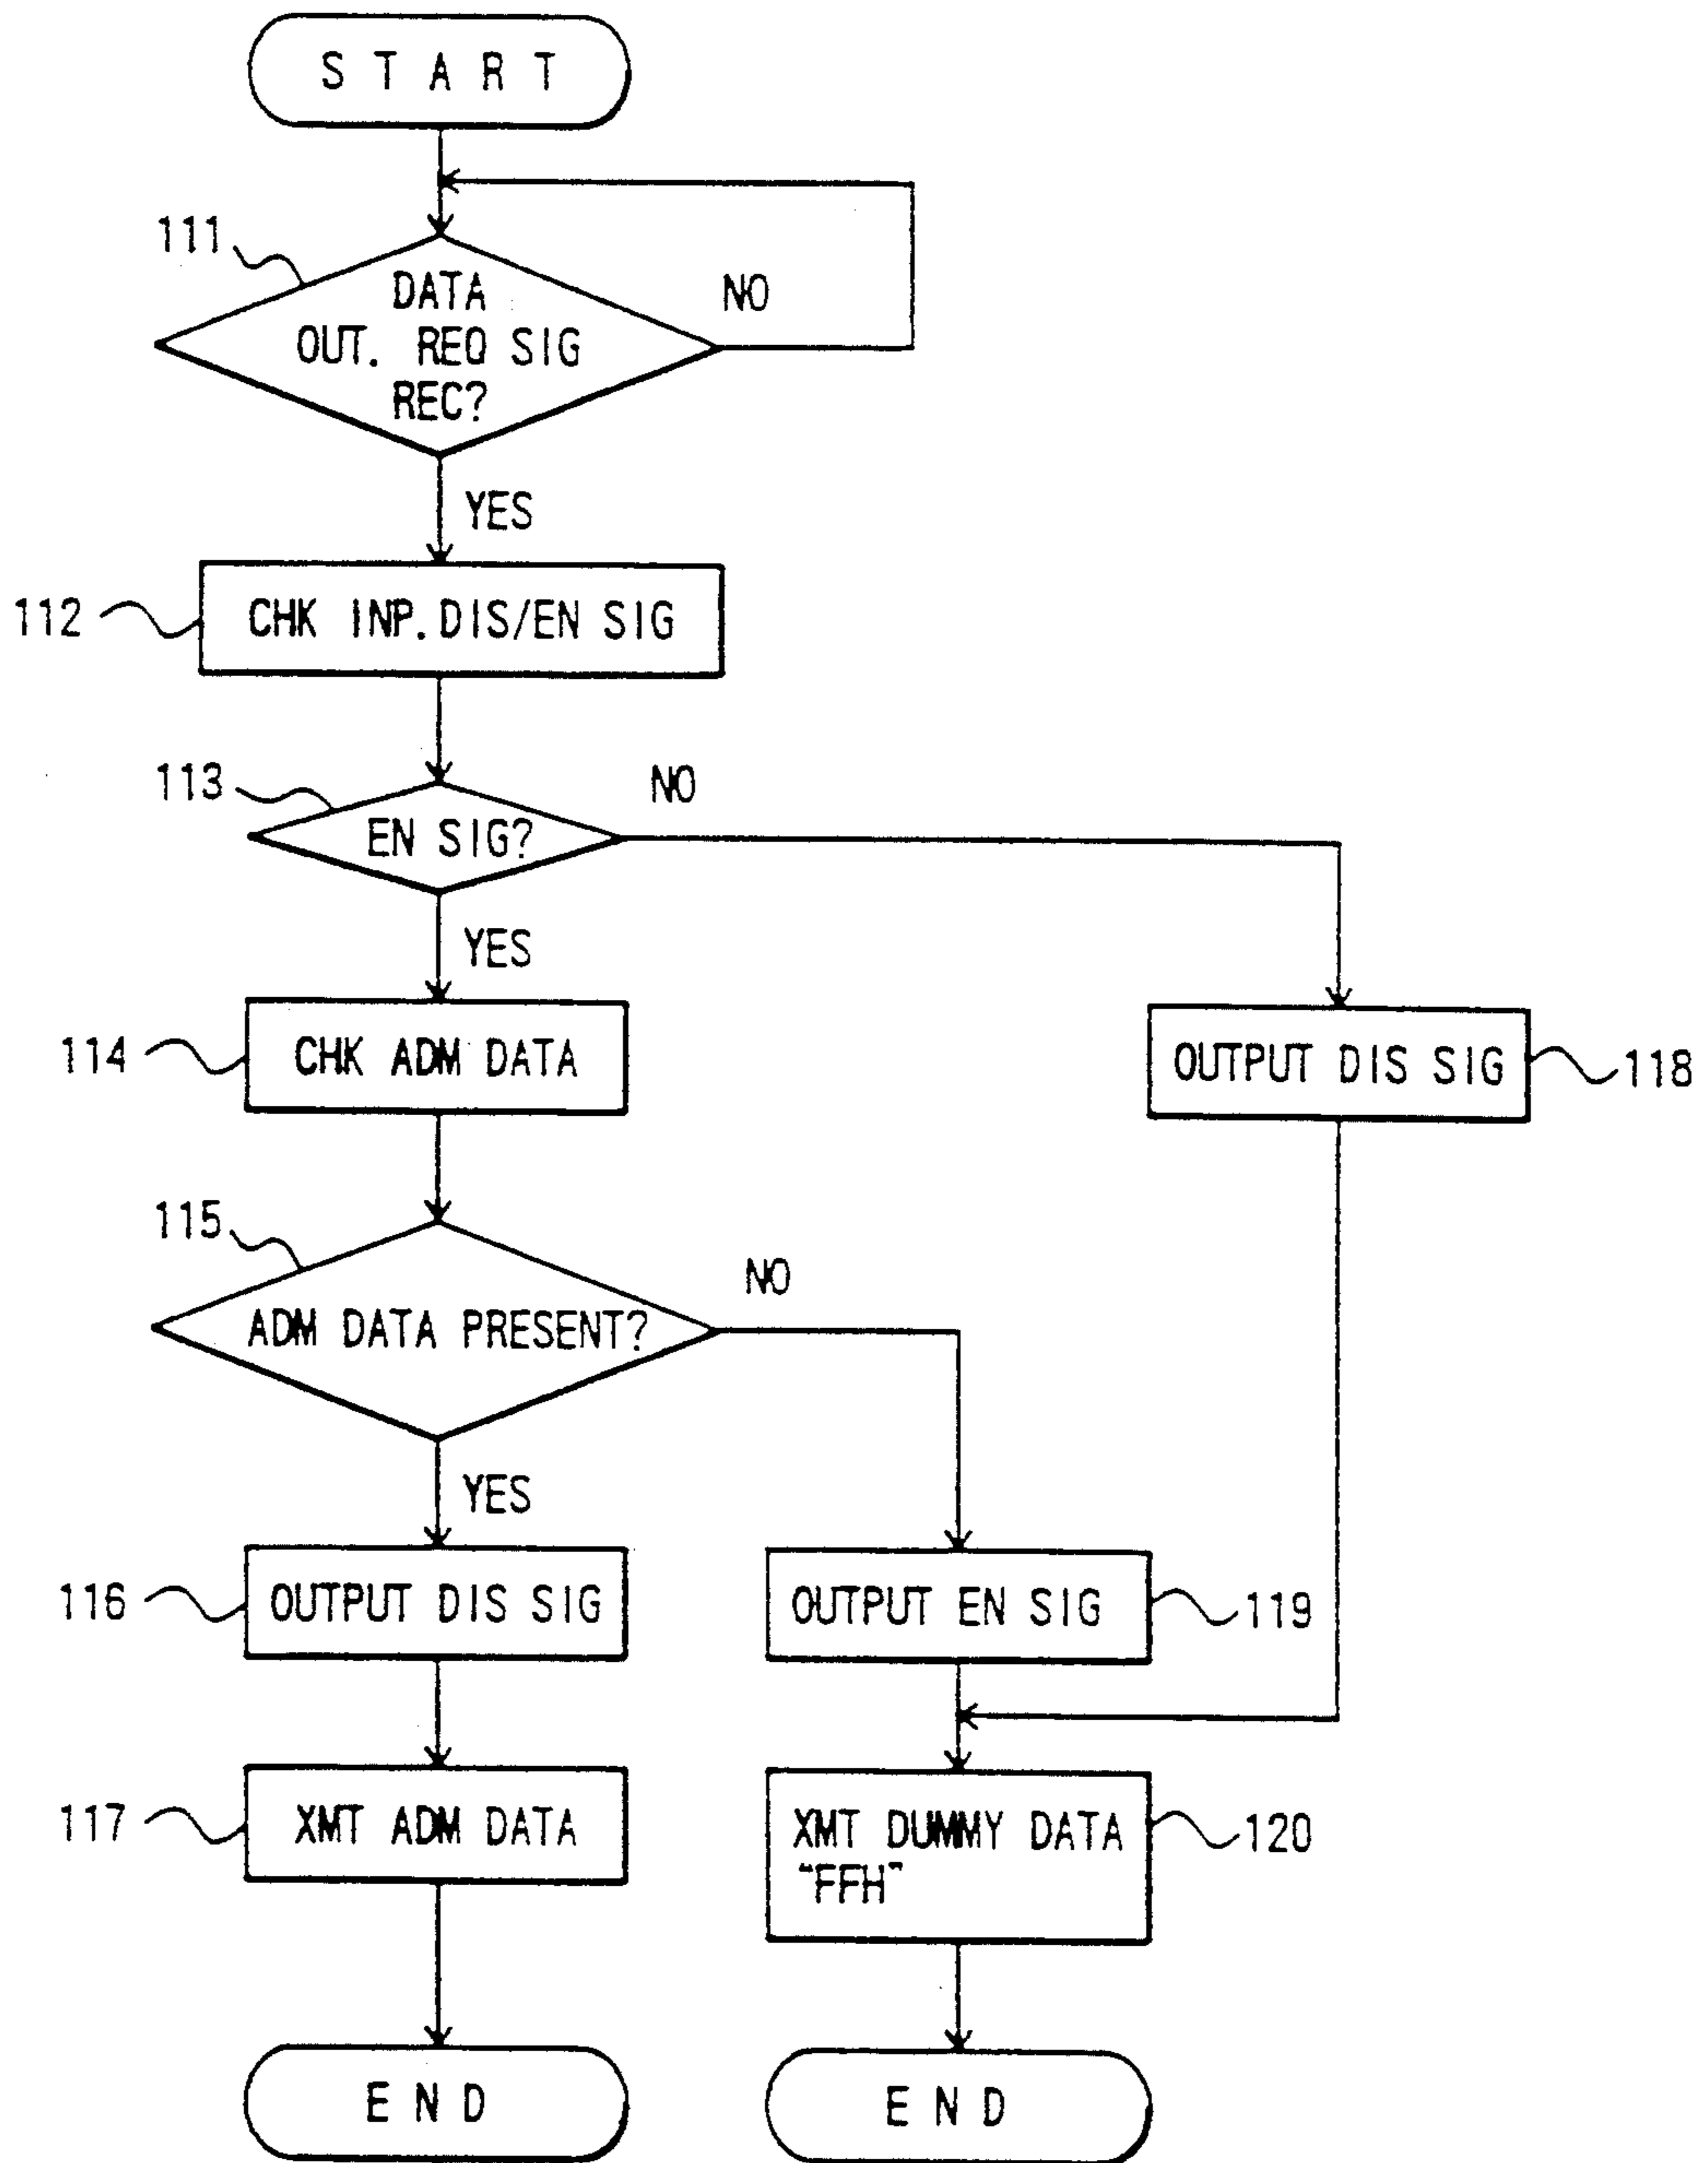 START
111
DATA
OUT. REQ SIG
REC?
NO
YES
112
CHK INP. DIS/EN SIG
113
EN SIG?
NO
YES
114
CHK ADM DATA
OUTPUT DIS SIG
118
115
ADM DATA PRESENT?
NO
YES
116
OUTPUT DIS SIG
OUTPUT EN SIG
119
117
XMT ADM DATA
XMT DUMMY DATA
"FFH"
120
END
END